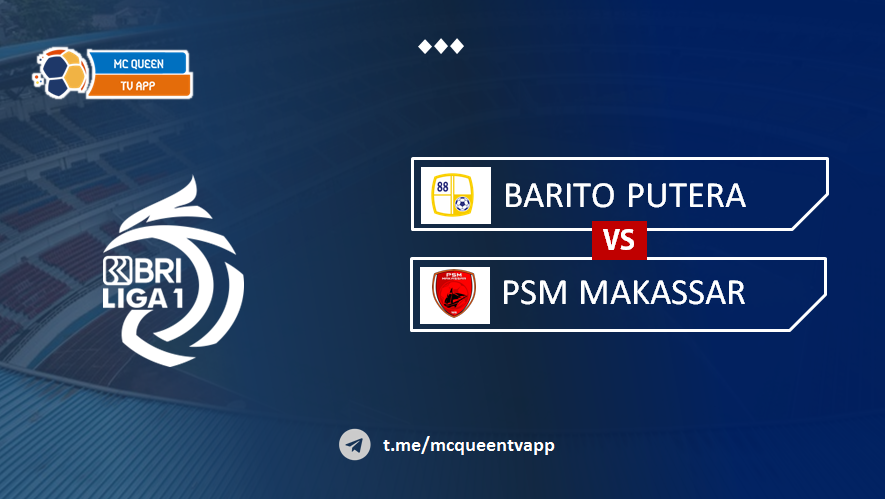 MC QUEEN
TV APP
BRI
LIGA 1
88
BARITO PUTERA
VS
PSM
PSM MAKASSAR
t.me/mcqueentvapp